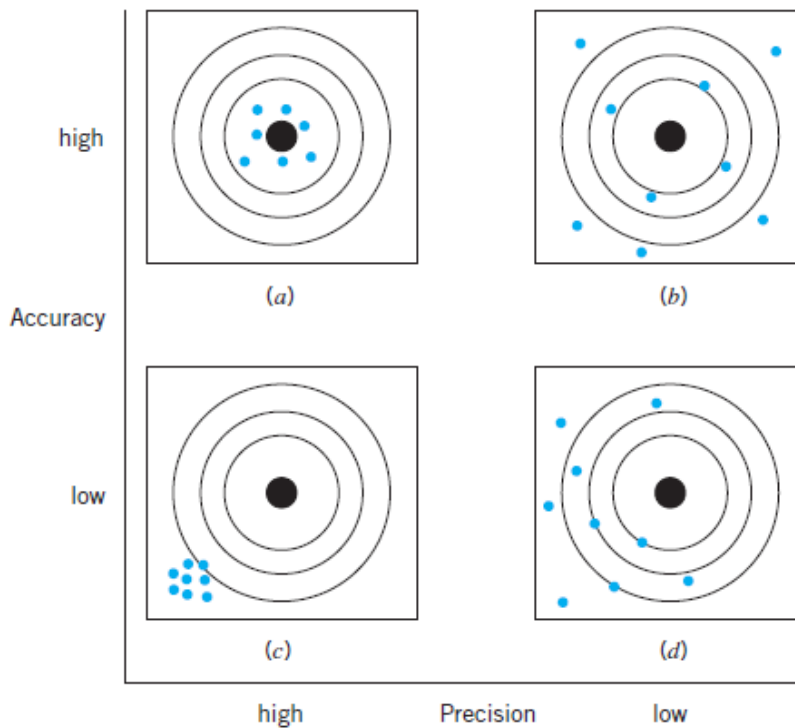 high
(a)
(b)
Accuracy
low
(c)
(d)
high Precision low